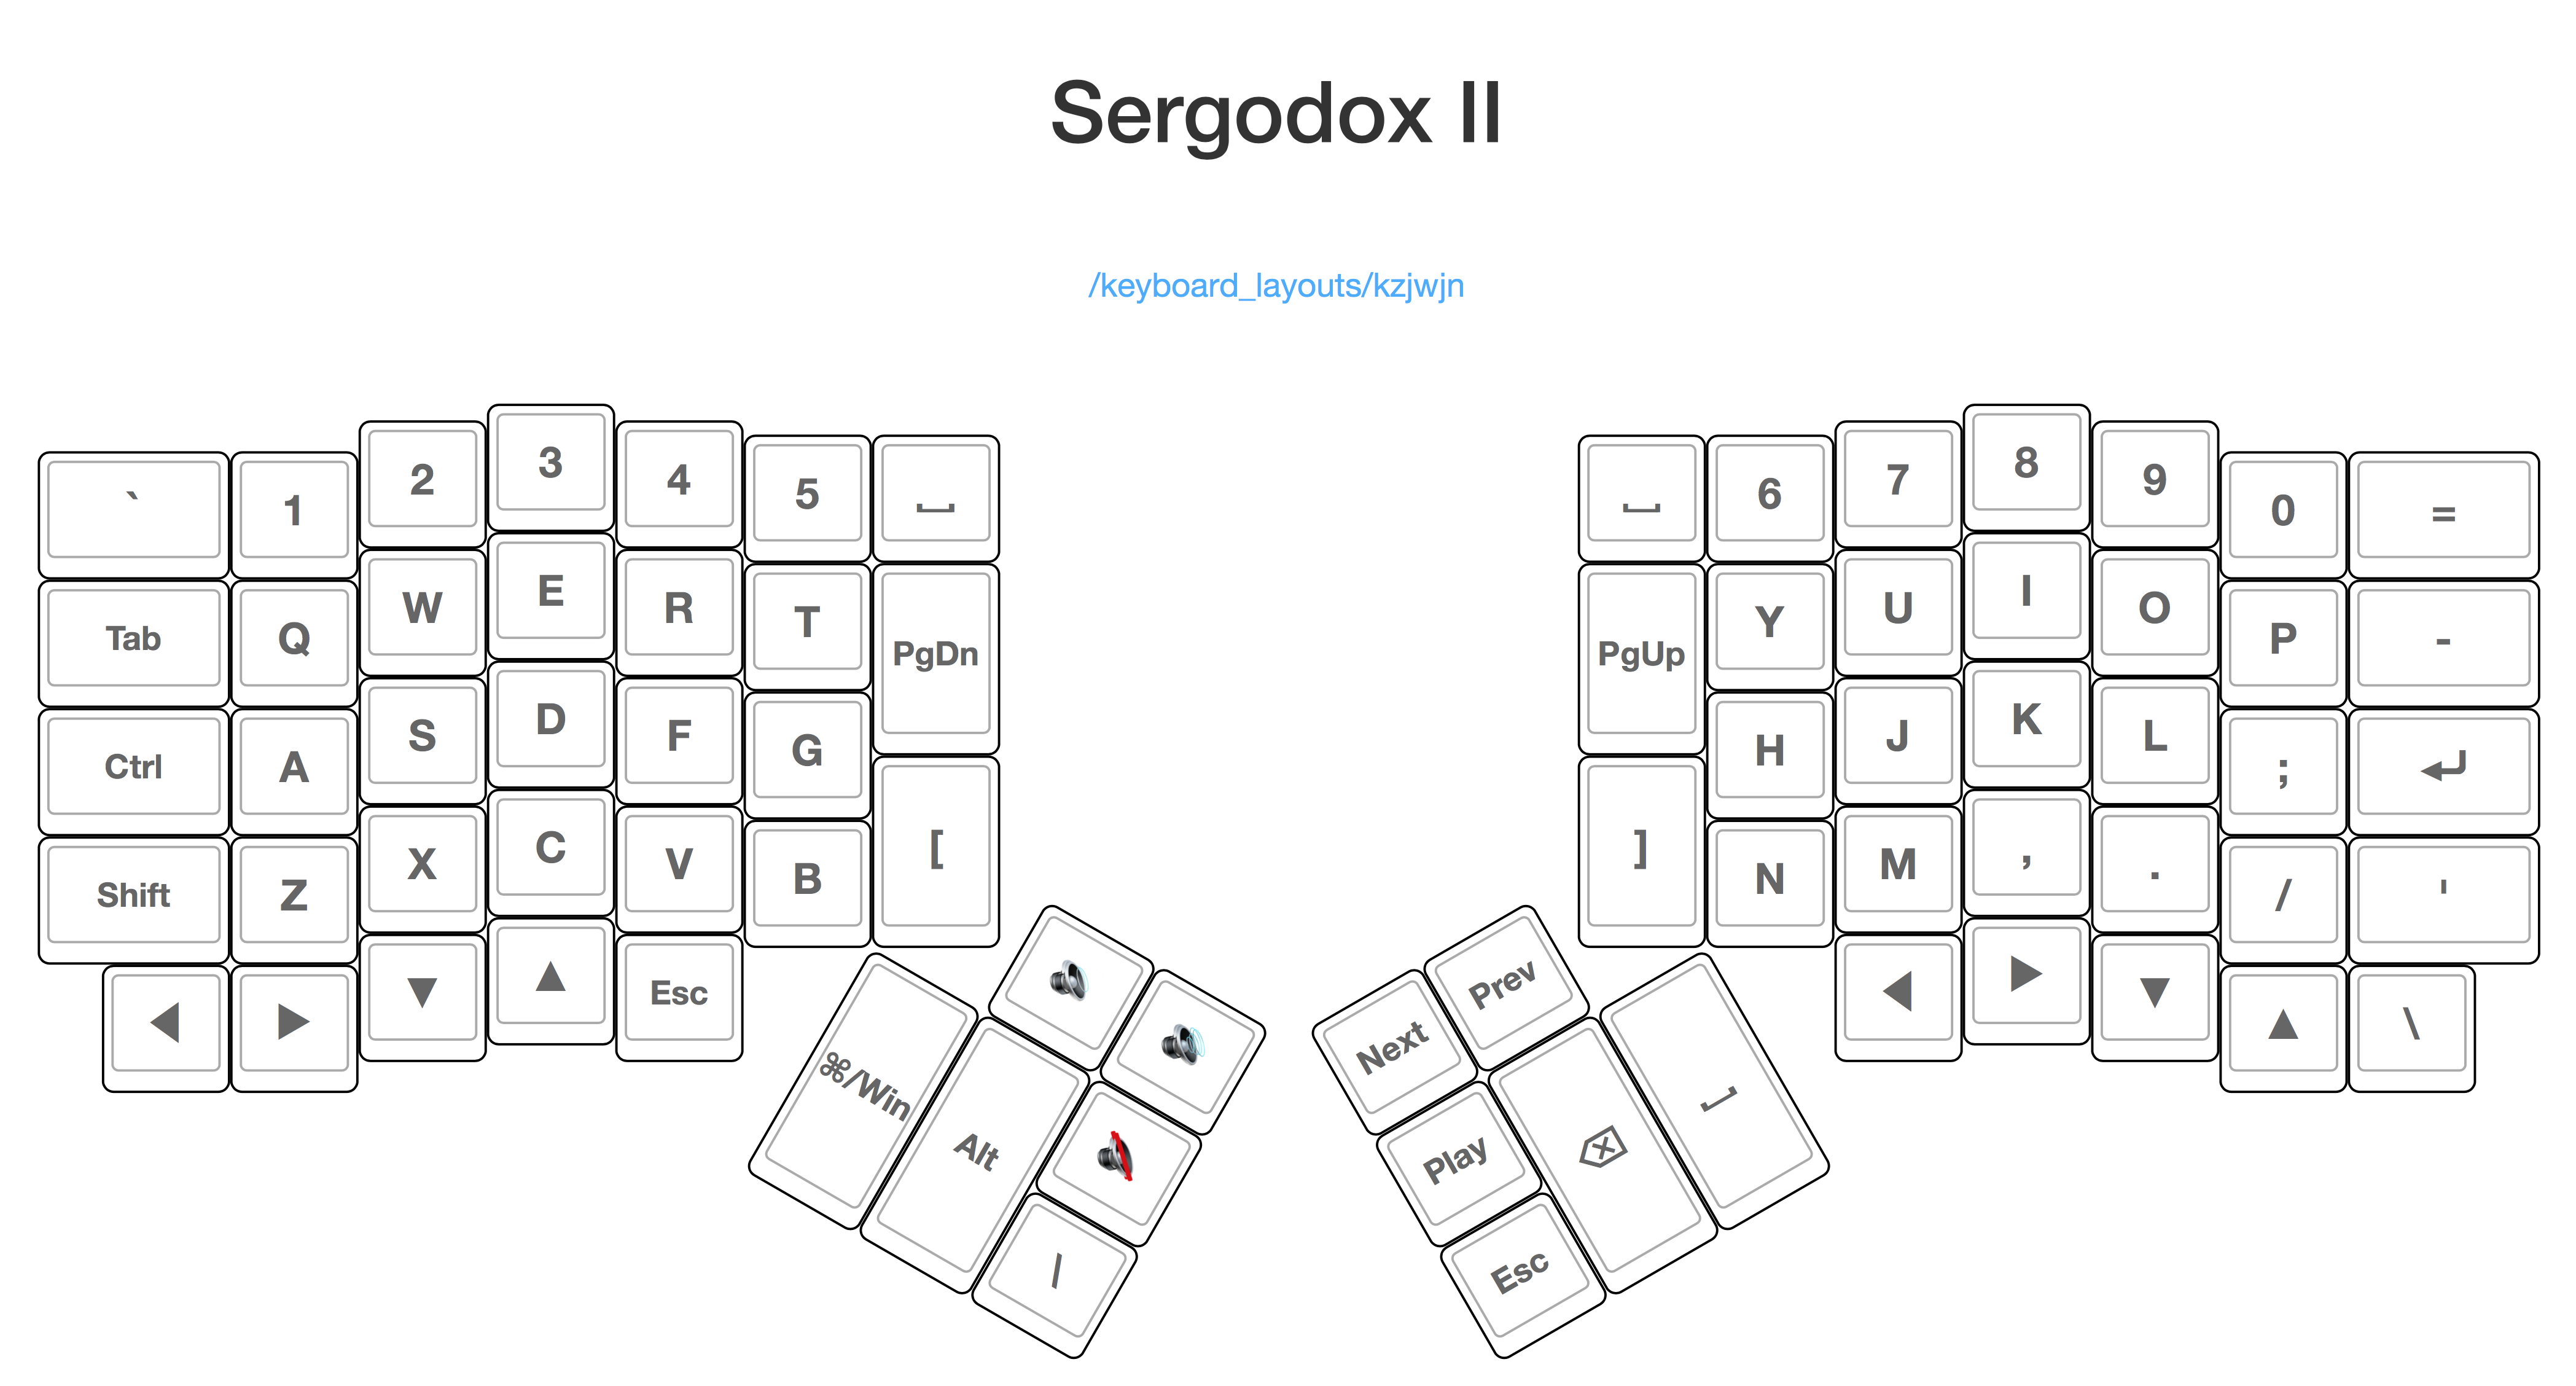 Sergodox II
/keyboard_layouts/kzjwjn
` 1 2 3 4 5 ⎵
⎵ 6 7 8 9 0 =
Tab Q W E R T PgDn
PgUp Y U I O P -
Ctrl A S D F G
H J K L ; ↵
Shift Z X C V B [
] N M , . / '
◀ ▶ ▼ ▲ Esc
◀ ▶ ▼ ▲ \
⌘/Win Alt \
Next Prev
Play ⌫ ⎵
Esc